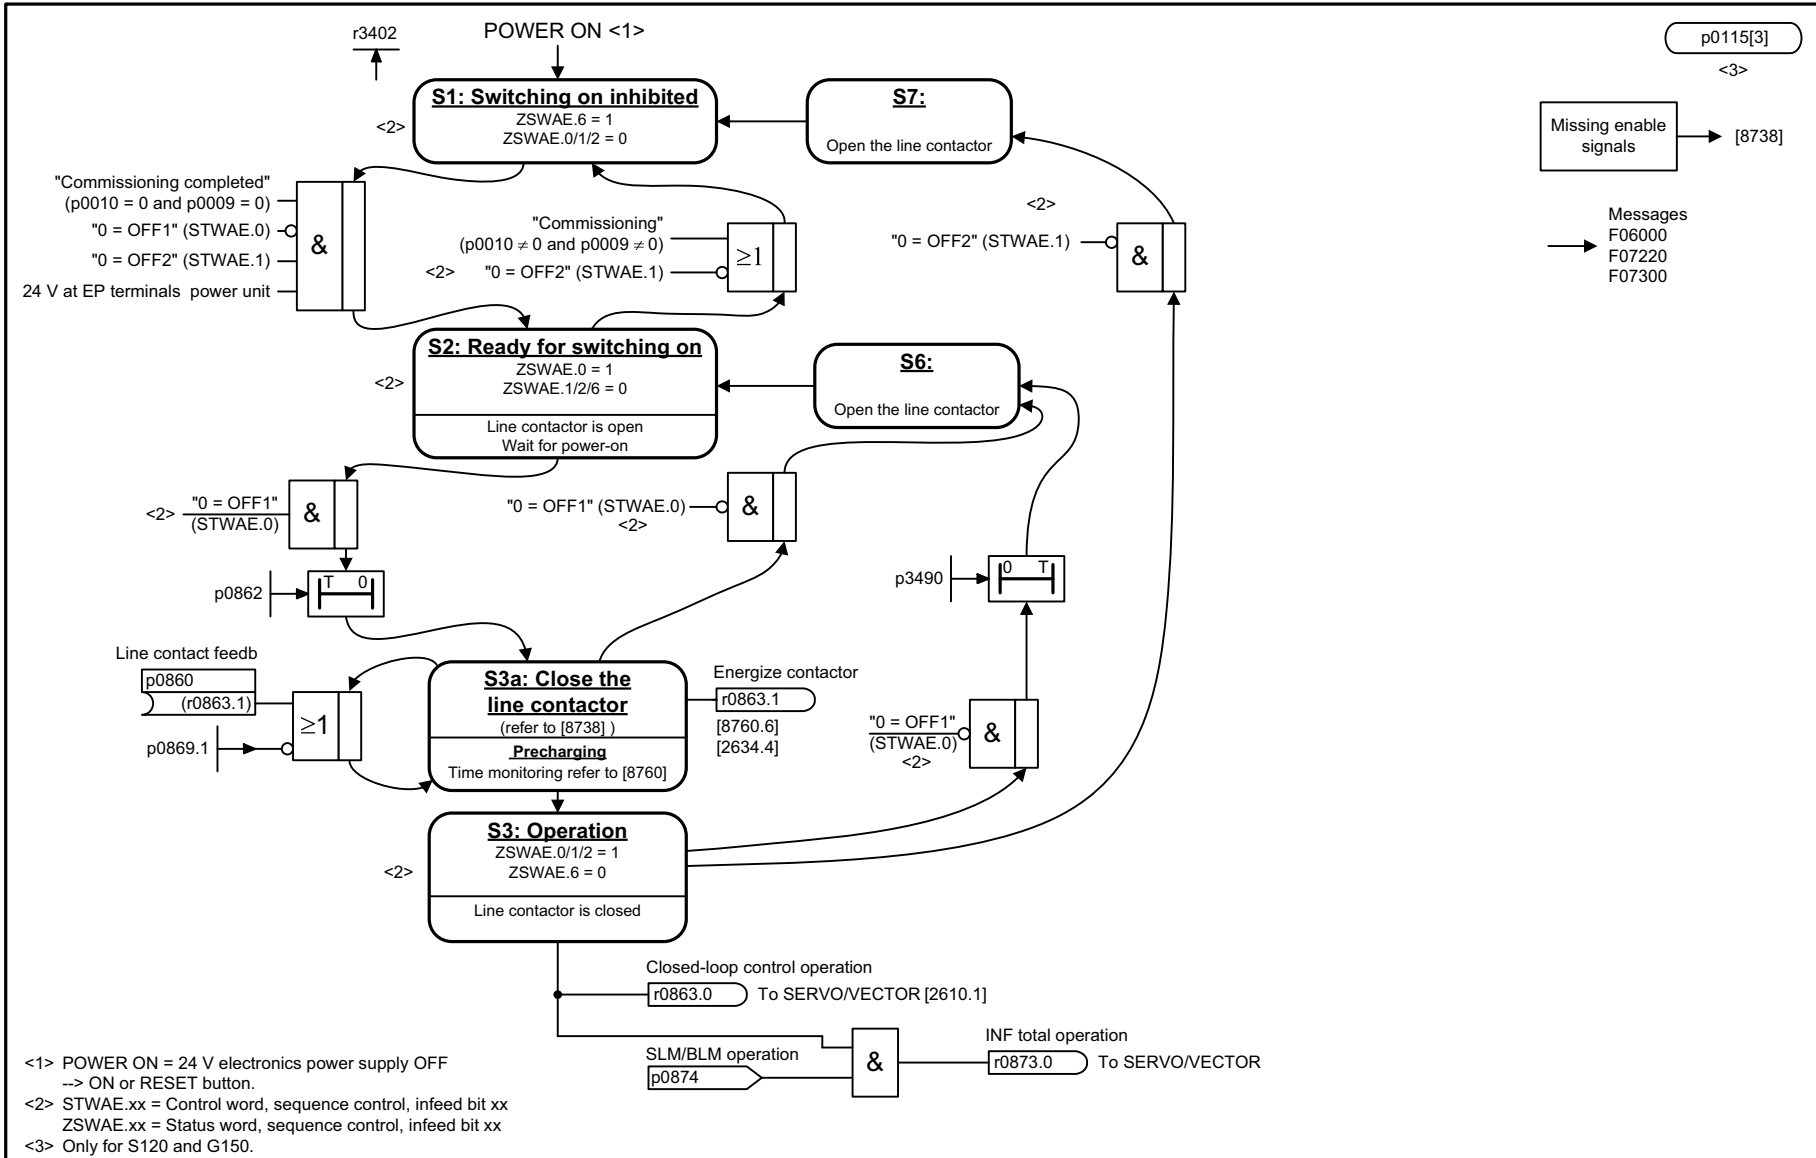 r3402
POWER ON <1>
p0115[3]
<3>
S1: Switching on inhibited
ZSWAE.6 = 1
ZSWAE.0/1/2 = 0
<2>
S7:
Open the line contactor
Missing enable
signals
[8738]
"Commissioning completed"
(p0010 = 0 and p0009 = 0)
"0 = OFF1" (STWAE.0)
"0 = OFF2" (STWAE.1)
24 V at EP terminals power unit
&
"Commissioning"
(p0010 ≠ 0 and p0009 ≠ 0)
<2> "0 = OFF2" (STWAE.1)
≥1
<2>
"0 = OFF2" (STWAE.1)
&
Messages
F06000
F07220
F07300
S2: Ready for switching on
ZSWAE.0 = 1
ZSWAE.1/2/6 = 0
<2>
Line contactor is open
Wait for power-on
S6:
Open the line contactor
<2> "0 = OFF1"
(STWAE.0)
&
"0 = OFF1" (STWAE.0)
<2>
&
p0862
T 0
p3490
0 T
Line contact feedb
p0860
(r0863.1)
p0869.1
≥1
S3a: Close the
line contactor
(refer to [8738] )
Precharging
Time monitoring refer to [8760]
Energize contactor
r0863.1
[8760.6]
[2634.4]
"0 = OFF1"
(STWAE.0)
<2>
&
S3: Operation
ZSWAE.0/1/2 = 1
ZSWAE.6 = 0
<2>
Line contactor is closed
Closed-loop control operation
r0863.0 To SERVO/VECTOR [2610.1]
SLM/BLM operation
p0874
&
INF total operation
r0873.0 To SERVO/VECTOR
<1> POWER ON = 24 V electronics power supply OFF
--> ON or RESET button.
<2> STWAE.xx = Control word, sequence control, infeed bit xx
ZSWAE.xx = Status word, sequence control, infeed bit xx
<3> Only for S120 and G150.